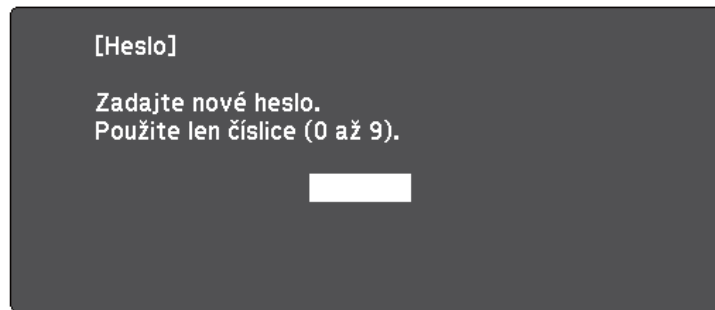 [Heslo]
Zadajte nové heslo.
Použite len číslice (0 až 9).